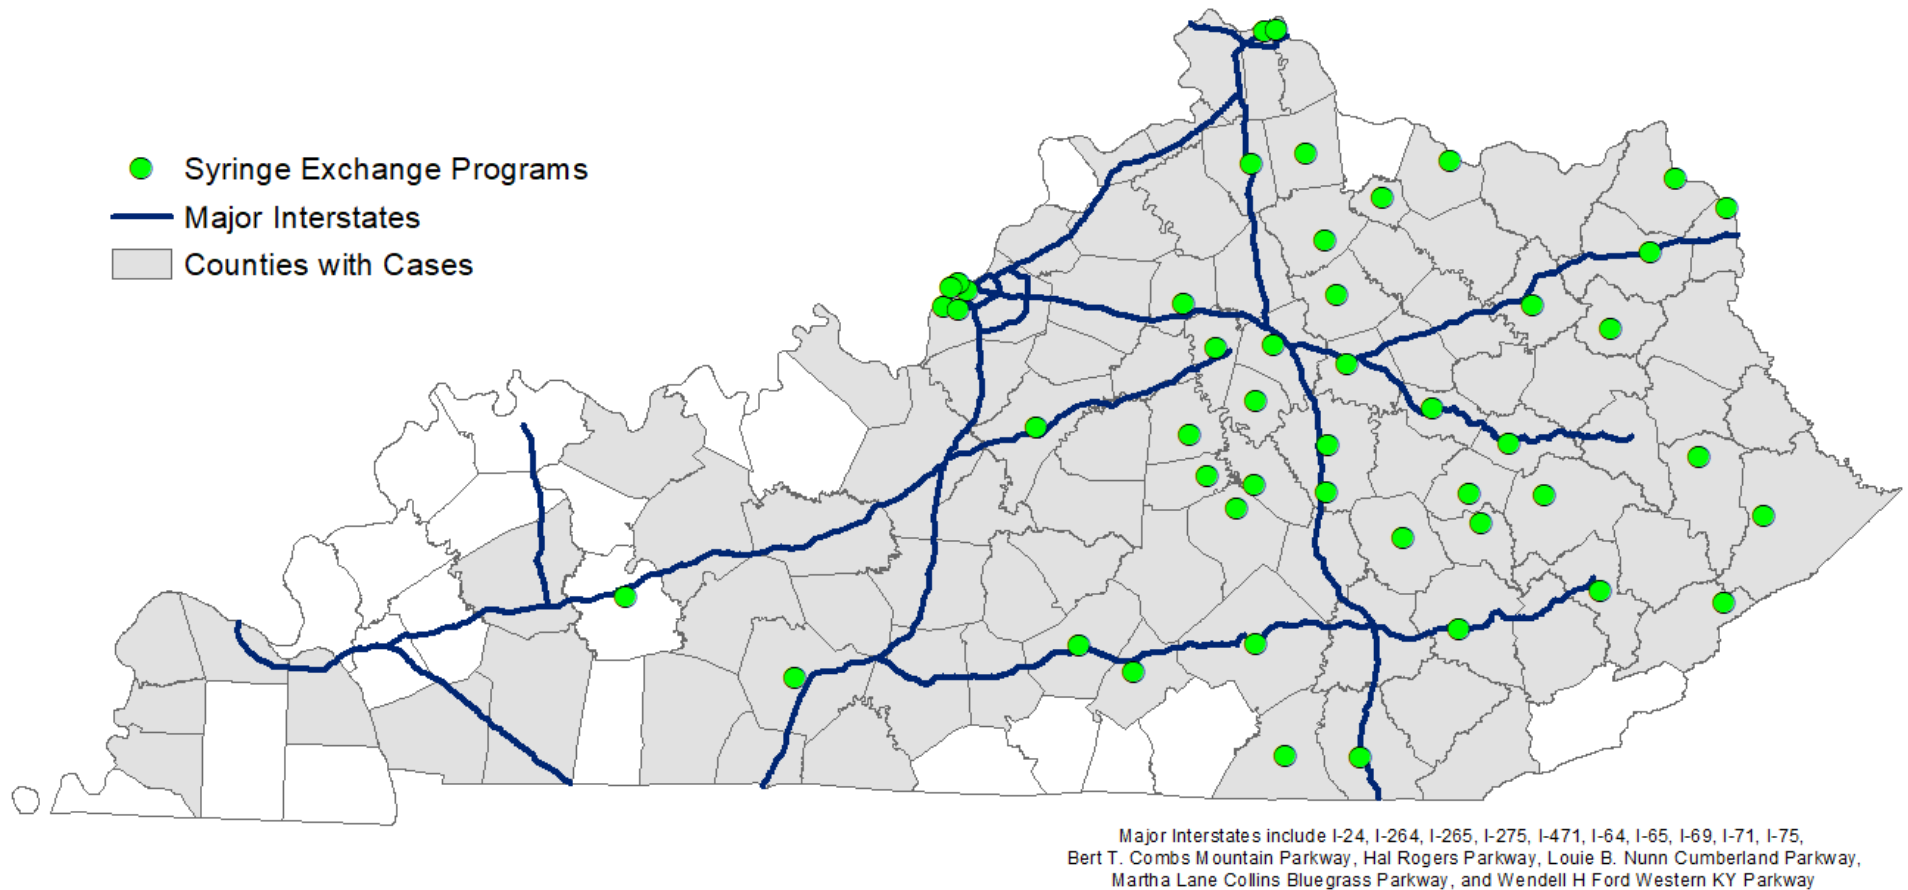 Syringe Exchange Programs
Major Interstates
Counties with Cases
Major Interstates include I-24, I-264, I-265, I-275, I-471, I-64, I-65, I-69, I-71, I-75,
Bert T. Combs Mountain Parkway, Hal Rogers Parkway, Louie B. Nunn Cumberland Parkway,
Martha Lane Collins Bluegrass Parkway, and Wendell H Ford Western KY Parkway